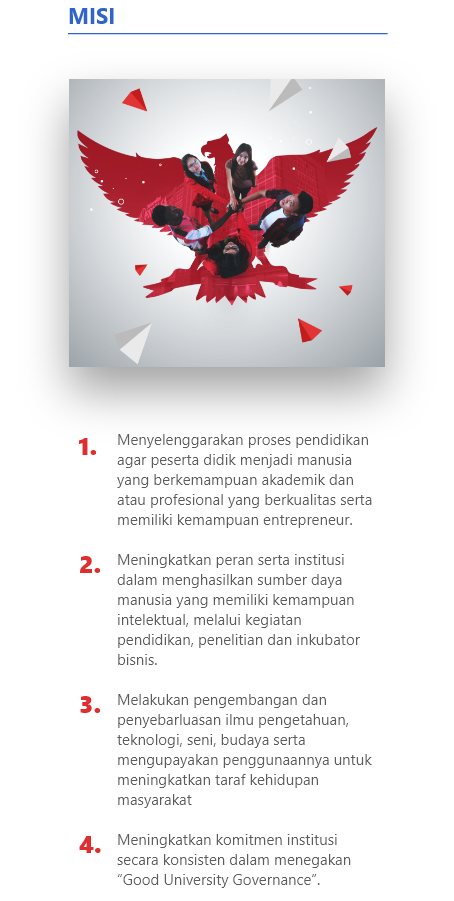 MISI
1. Menyelenggarakan proses pendidikan
agar peserta didik menjadi manusia
yang berkemampuan akademik dan
atau profesional yang berkualitas serta
memiliki kemampuan entrepreneur.
2. Meningkatkan peran serta institusi
dalam menghasilkan sumber daya
manusia yang memiliki kemampuan
intelektual, melalui kegiatan
pendidikan, penelitian dan inkubator
bisnis.
3. Melakukan pengembangan dan
penyebarluasan ilmu pengetahuan,
teknologi, seni, budaya serta
mengupayakan penggunaannya untuk
meningkatkan taraf kehidupan
masyarakat
4. Meningkatkan komitmen institusi
secara konsisten dalam menegakan
“Good University Governance”.